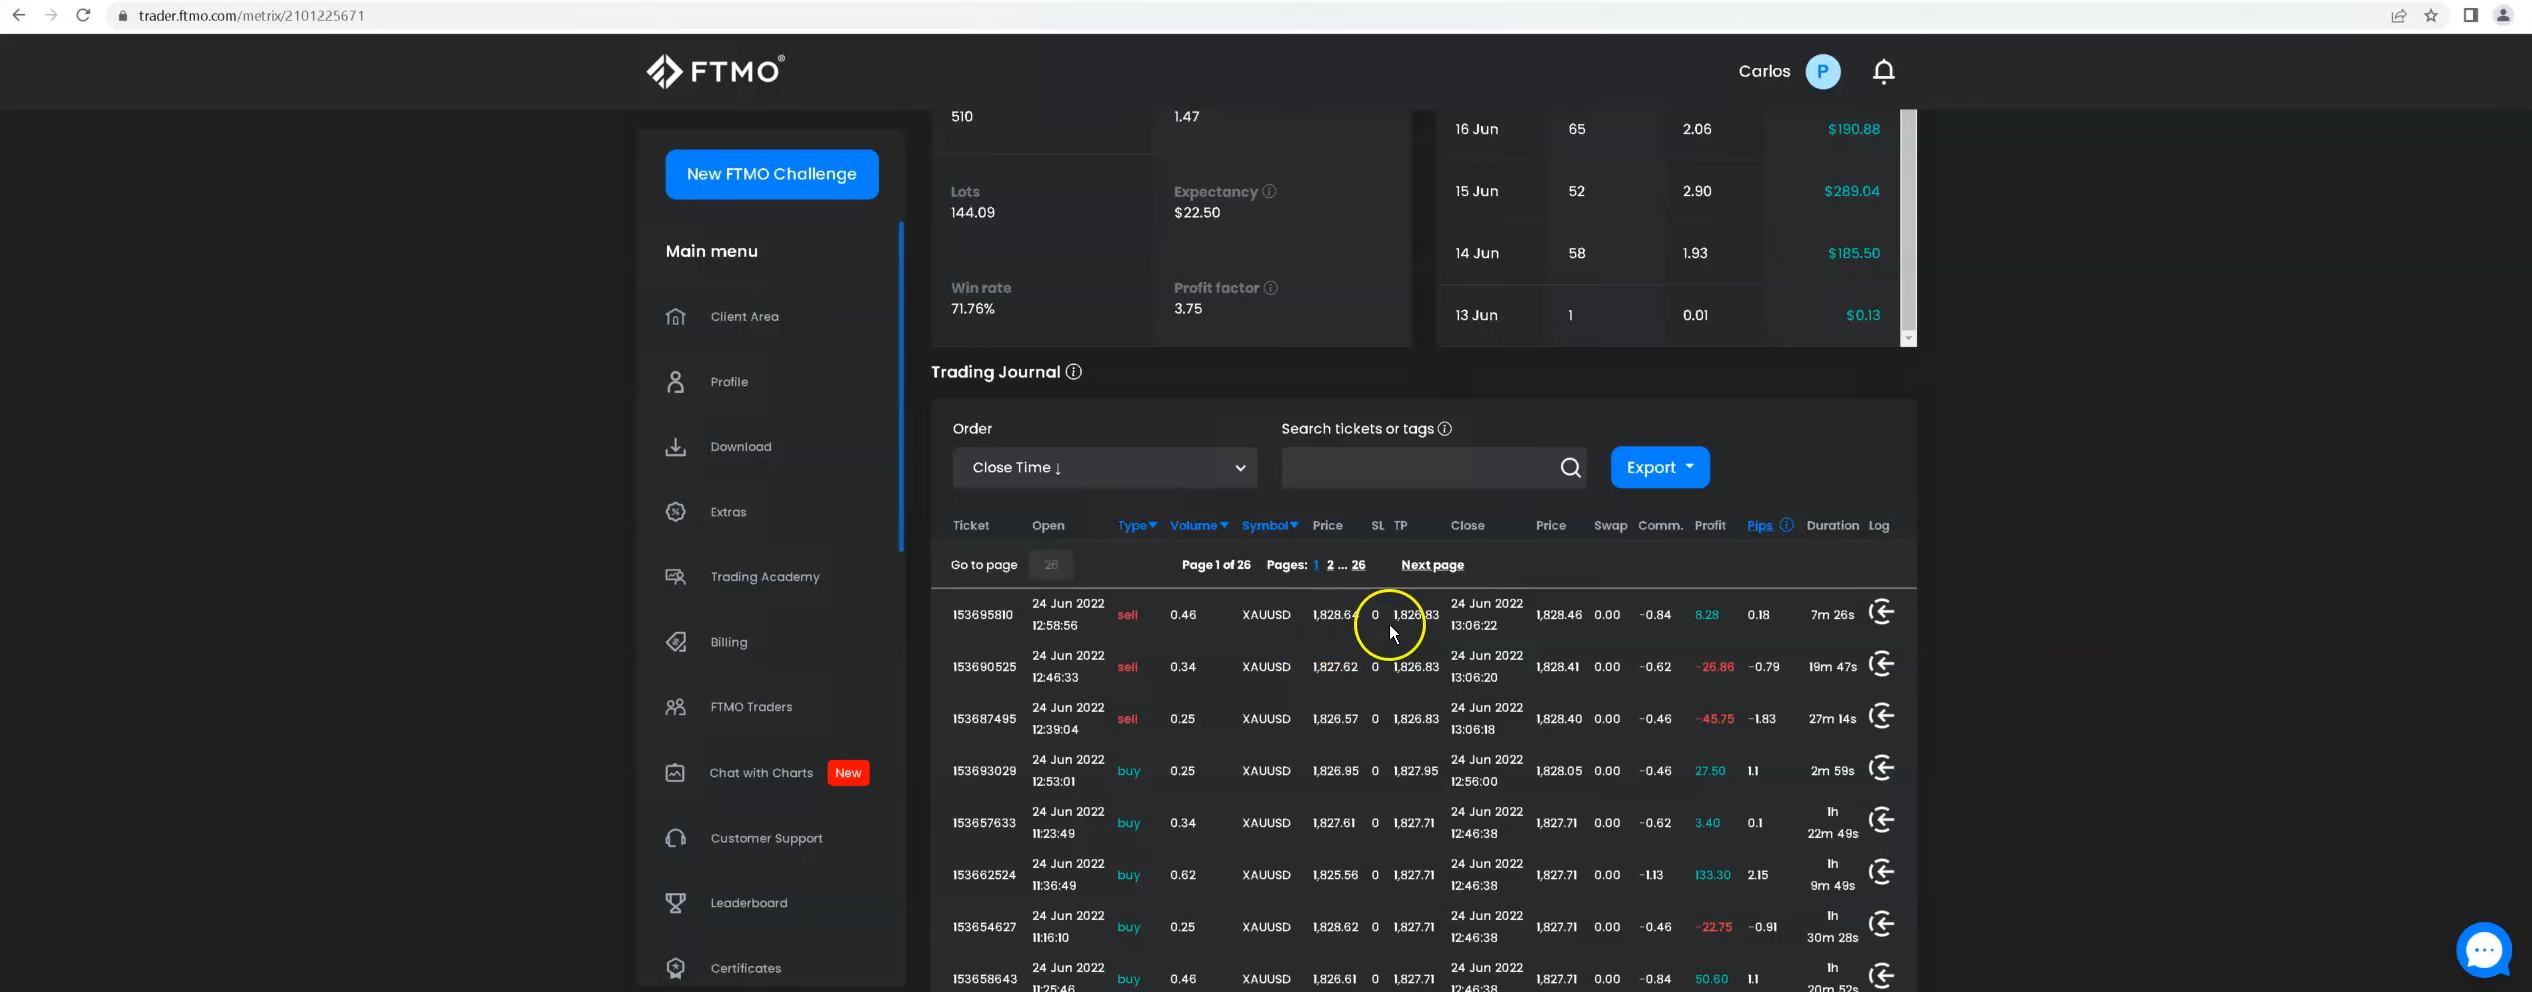 trader.ftmo.com/metrix/2101225671
FTMO®
Carlos P
New FTMO Challenge
Main menu
Client Area
Profile
Download
Extras
Trading Academy
Billing
FTMO Traders
Chat with Charts New
Customer Support
Leaderboard
Certificates
510 1.47
Lots Expectancy
144.09 $22.50
Win rate Profit factor
71.76% 3.75
16 Jun 65 2.06 $190.88
15 Jun 52 2.90 $289.04
14 Jun 58 1.93 $185.50
13 Jun 1 0.01 $0.13
Trading Journal
Order Search tickets or tags
Close Time ↓ Export
Ticket Open Type Volume Symbol Price SL TP Close Price Swap Comm. Profit Pips Duration Log
Go to page 26 Page 1 of 26 Pages: 1 2 ... 26 Next page
153695810 24 Jun 2022 12:58:56 sell 0.46 XAUUSD 1,828.64 0 1,826.83 24 Jun 2022 13:06:22 1,828.46 0.00 -0.84 8.28 0.18 7m 26s
153690525 24 Jun 2022 12:46:33 sell 0.34 XAUUSD 1,827.62 0 1,826.83 24 Jun 2022 13:06:20 1,828.41 0.00 -0.62 -26.86 -0.79 19m 47s
153687495 24 Jun 2022 12:39:04 sell 0.25 XAUUSD 1,826.57 0 1,826.83 24 Jun 2022 13:06:18 1,828.40 0.00 -0.46 -45.75 -1.83 27m 14s
153693029 24 Jun 2022 12:53:01 buy 0.25 XAUUSD 1,826.95 0 1,827.95 24 Jun 2022 12:56:00 1,828.05 0.00 -0.46 27.50 1.1 2m 59s
153657633 24 Jun 2022 11:23:49 buy 0.34 XAUUSD 1,827.61 0 1,827.71 24 Jun 2022 12:46:38 1,827.71 0.00 -0.62 3.40 0.1 1h 22m 49s
153662524 24 Jun 2022 11:36:49 buy 0.62 XAUUSD 1,825.56 0 1,827.71 24 Jun 2022 12:46:38 1,827.71 0.00 -1.13 133.30 2.15 1h 9m 49s
153654627 24 Jun 2022 11:16:10 buy 0.25 XAUUSD 1,828.62 0 1,827.71 24 Jun 2022 12:46:38 1,827.71 0.00 -0.46 -22.75 -0.91 1h 30m 28s
153658643 24 Jun 2022 11:25:46 buy 0.46 XAUUSD 1,826.61 0 1,827.71 24 Jun 2022 12:46:38 1,827.71 0.00 -0.84 50.60 1.1 1h 20m 52s